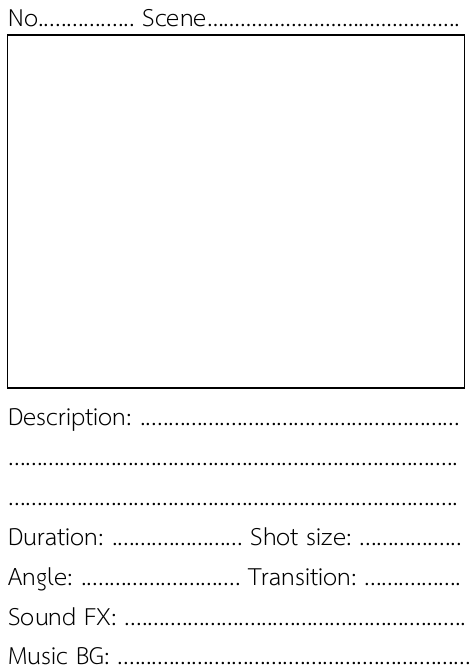 No................. Scene............................................
Description: ........................................................
...............................................................................
...............................................................................
Duration: ....................... Shot size: ..................
Angle: ............................ Transition: .................
Sound FX: ............................................................
Music BG: ..............................................................